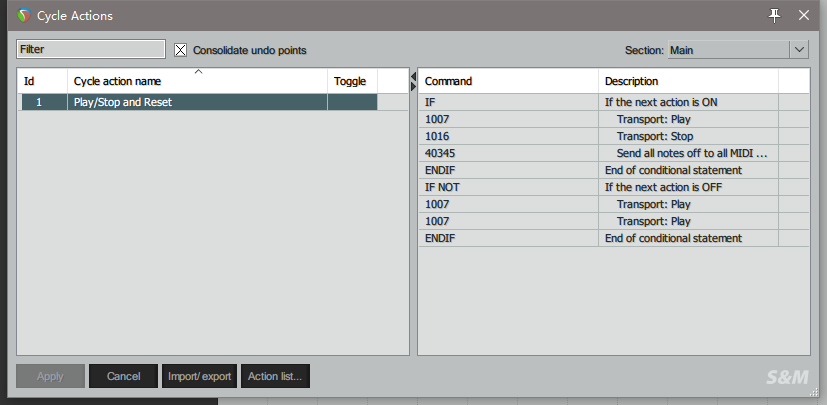 Cycle Actions
Filter
Consolidate undo points
Section: Main
Id Cycle action name Toggle
1 Play/Stop and Reset
Command Description
IF If the next action is ON
1007 Transport: Play
1016 Transport: Stop
40345 Send all notes off to all MIDI ...
ENDIF End of conditional statement
IF NOT If the next action is OFF
1007 Transport: Play
1007 Transport: Play
ENDIF End of conditional statement
Apply Cancel Import/export Action list...
S&M